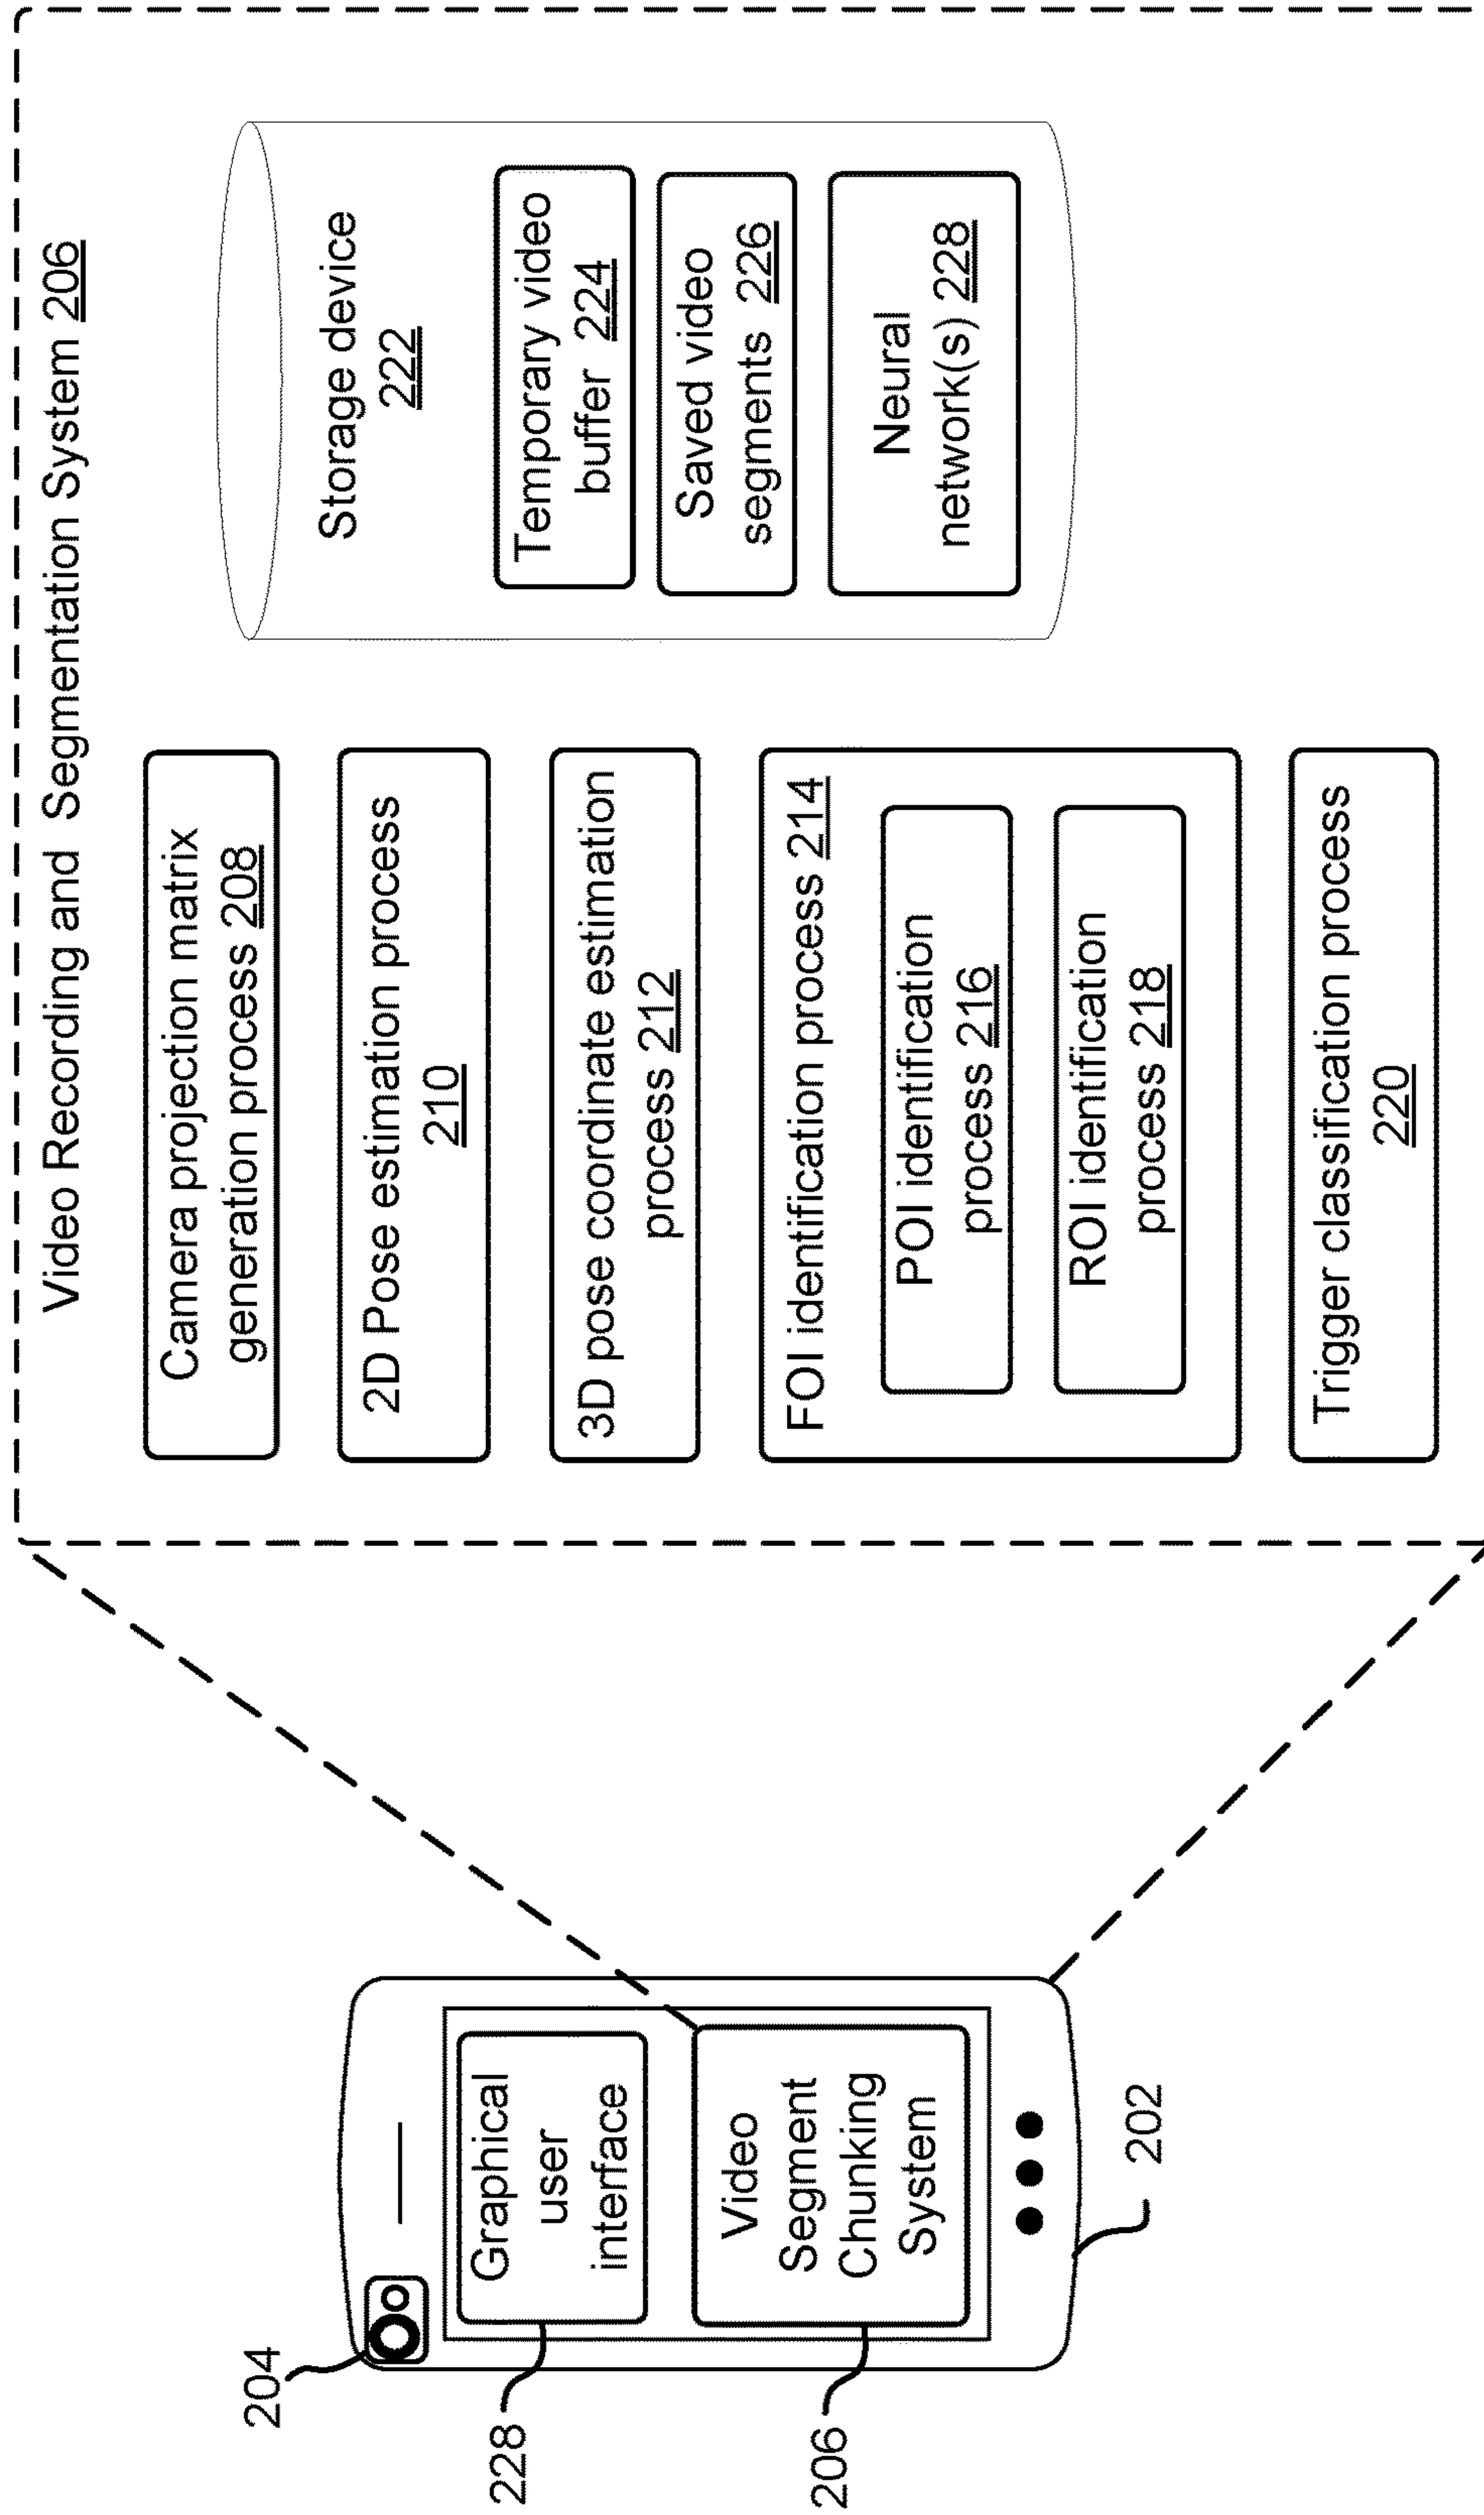 Video Recording and Segmentation System 206
Camera projection matrix
generation process 208
2D Pose estimation process
210
3D pose coordinate estimation
process 212
FOI identification process 214
POI identification
process 216
ROI identification
process 218
Trigger classification process
220
Storage device
222
Temporary video
buffer 224
Saved video
segments 226
Neural
network(s) 228
204
228
206
202
Graphical
user
interface
Video
Segment
Chunking
System